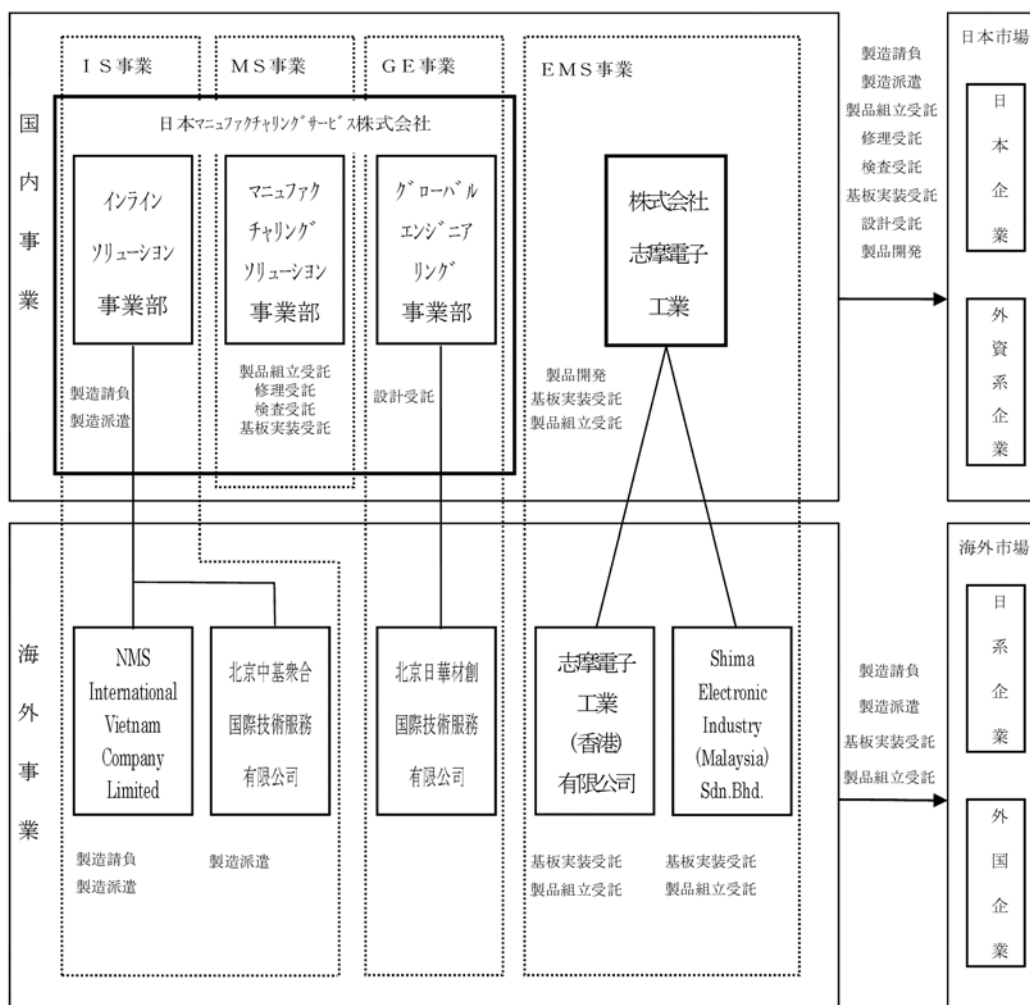 ＩＳ事業
ＭＳ事業
ＧＥ事業
ＥＭＳ事業
国内事業
日本ﾏﾆｭﾌｧｸﾁｬﾘﾝｸﾞｻｰﾋﾞｽ株式会社
インライン
ソリューション
事業部
マニュファク
チャリング
ソリューション
事業部
グローバル
エンジニア
リング
事業部
株式会社
志摩電子
工業
製造請負
製造派遣
製品組立受託
修理受託
検査受託
基板実装受託
設計受託
製品開発
基板実装受託
製品組立受託
製造請負
製造派遣
製品組立受託
修理受託
検査受託
基板実装受託
設計受託
製品開発
日本市場
日本企業
外資系企業
海外事業
NMS
International
Vietnam
Company
Limited
北京中基衆合
国際技術服務
有限公司
北京日華材創
国際技術服務
有限公司
志摩電子
工業
(香港)
有限公司
Shima
Electronic
Industry
(Malaysia)
Sdn.Bhd.
製造請負
製造派遣
製造派遣
基板実装受託
製品組立受託
基板実装受託
製品組立受託
製造請負
製造派遣
基板実装受託
製品組立受託
海外市場
日系企業
外国企業